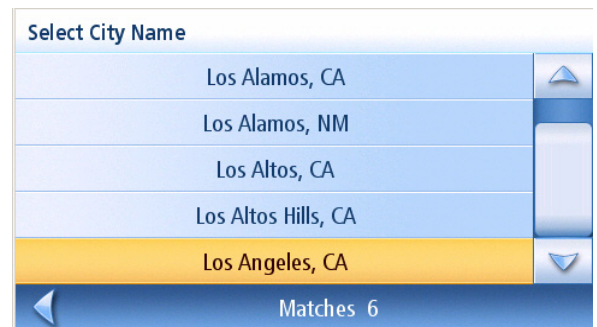 Select City Name
Los Alamos, CA
Los Alamos, NM
Los Altos, CA
Los Altos Hills, CA
Los Angeles, CA
Matches 6